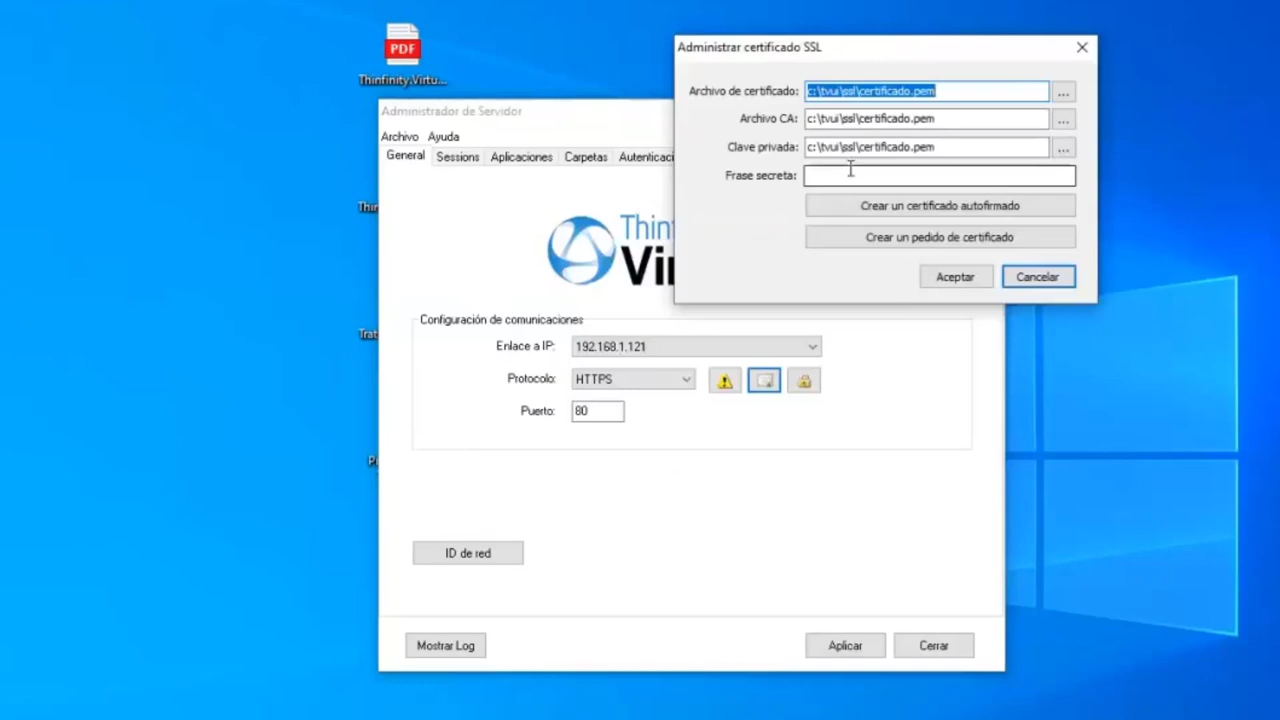 PDF
Thinfinity.Virtu...
Administrar certificado SSL
Archivo de certificado: c:\tvui\ssl\certificado.pem ...
Archivo CA: c:\tvui\ssl\certificado.pem ...
Clave privada: c:\tvui\ssl\certificado.pem ...
Frase secreta:
Crear un certificado autofirmado
Crear un pedido de certificado
Aceptar Cancelar
Administrador de Servidor
Archivo Ayuda
General Sessions Aplicaciones Carpetas Autenticaci
Thin
Thin
Vi
Trat
Configuración de comunicaciones
Enlace a IP: 192.168.1.121
Protocolo: HTTPS
Puerto: 80
ID de red
Mostrar Log Aplicar Cerrar